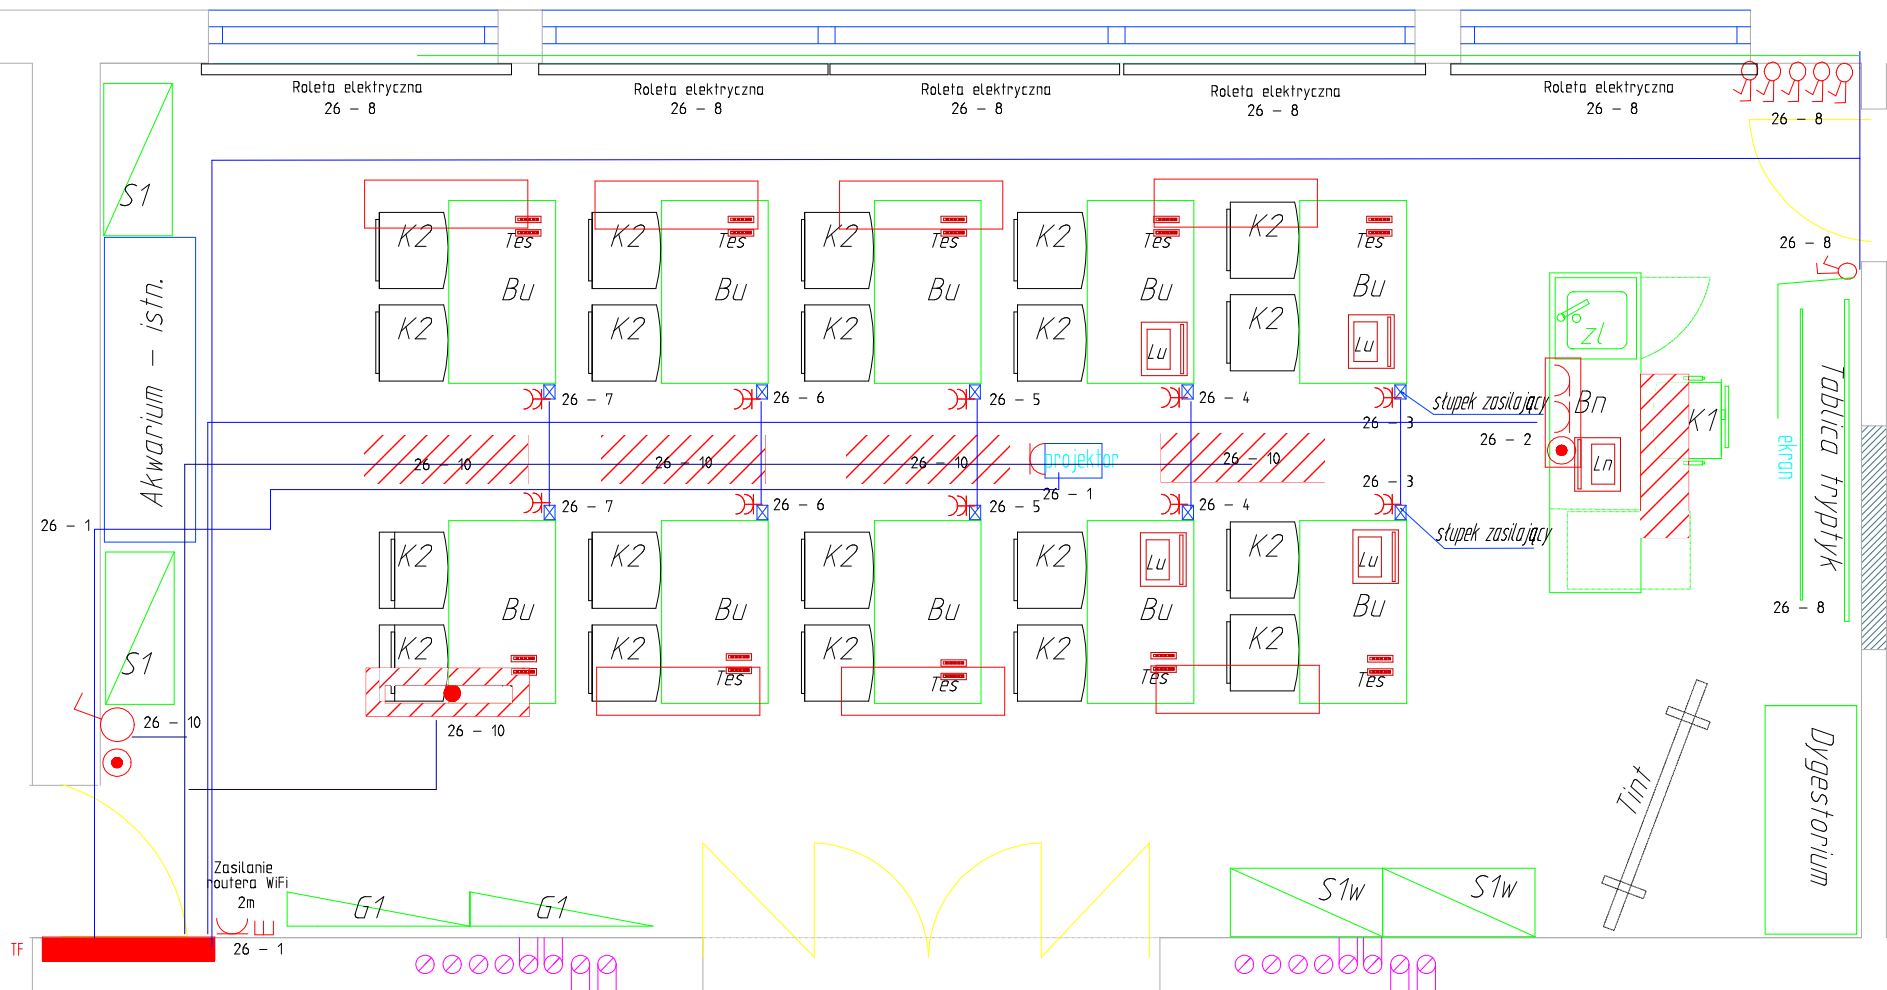 Roleta elektryczna
26 - 8
Roleta elektryczna
26 - 8
Roleta elektryczna
26 - 8
Roleta elektryczna
26 - 8
Roleta elektryczna
26 - 8
26 - 8
S1
K2
Tes
K2
Tes
K2
Tes
K2
Tes
K2
Tes
26 - 8
Akwarium - istn.
Bu
Bu
Bu
Bu
Bu
K2
K2
K2
K2
Lu
K2
Lu
zl
26 - 7
26 - 6
26 - 5
26 - 4
26 - 3
słupek zasilający
Bn
K1
Tablica tryptyk
26 - 2
ekran
26 - 10
26 - 10
26 - 10
projektor
26 - 10
Ln
26 - 1
26 - 3
26 - 7
26 - 6
26 - 5
26 - 4
26 - 1
słupek zasilający
K2
K2
K2
K2
Lu
K2
Lu
Bu
Bu
Bu
Bu
Bu
26 - 8
S1
K2
K2
Tes
K2
Tes
K2
Tes
K2
Tes
26 - 10
26 - 10
Tint
Dygestorium
Zasilanie
routera WiFi
2m
G1
G1
S1w
S1w
TF
26 - 1